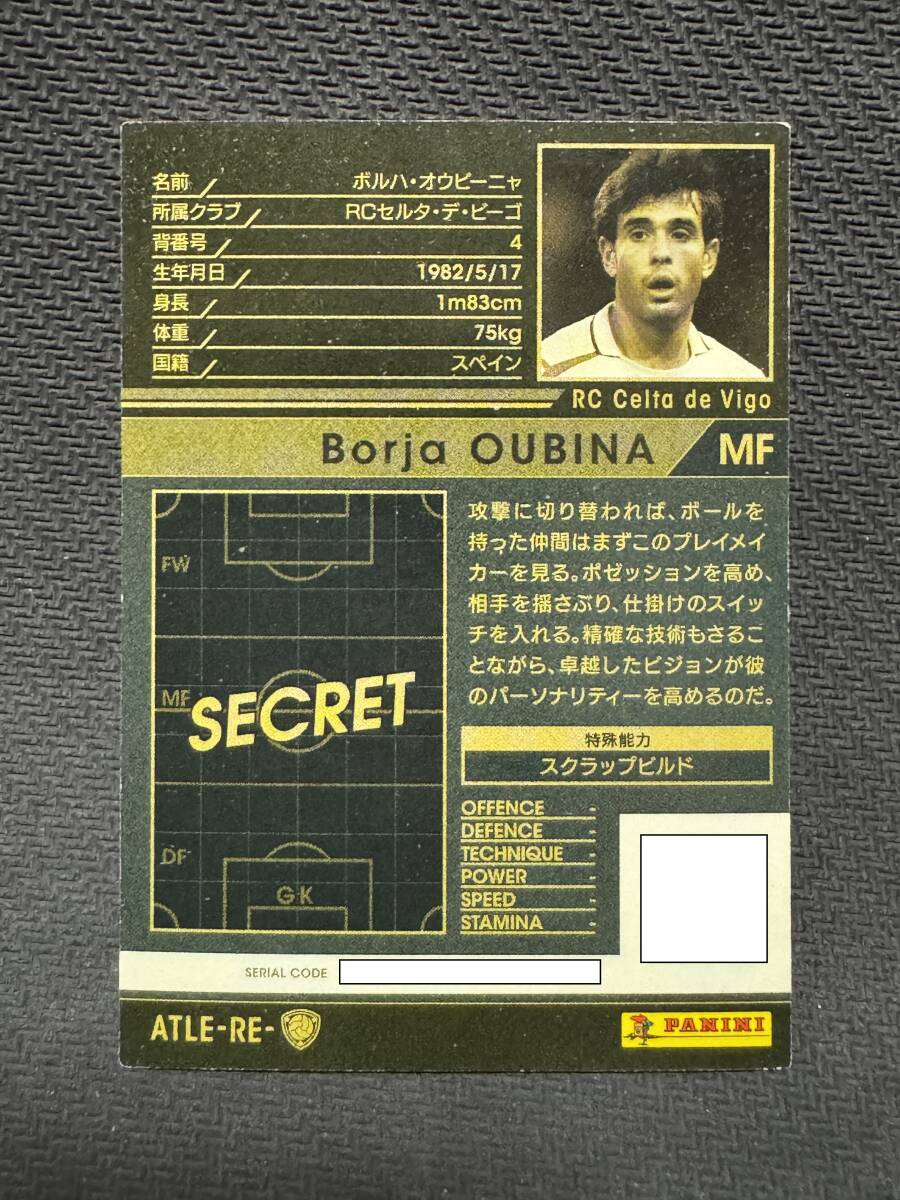 名前 ボルハ・オウビーニャ
所属クラブ RCセルタ・デ・ビーゴ
背番号 4
生年月日 1982/5/17
身長 1m83cm
体重 75kg
国籍 スペイン
RC Celta de Vigo
Borja OUBINA MF
FW
MF
SECRET
DF
GK
攻撃に切り替われば、ボールを
持った仲間はまずこのプレイメイ
カーを見る。ポゼッションを高め、
相手を揺さぶり、仕掛けのスイッ
チを入れる。精確な技術もさるこ
とながら、卓越したビジョンが彼
のパーソナリティーを高めるのだ。
特殊能力
スクラップビルド
OFFENCE -
DEFENCE -
TECHNIQUE -
POWER -
SPEED -
STAMINA -
SERIAL CODE
ATLE-RE-
PANINI